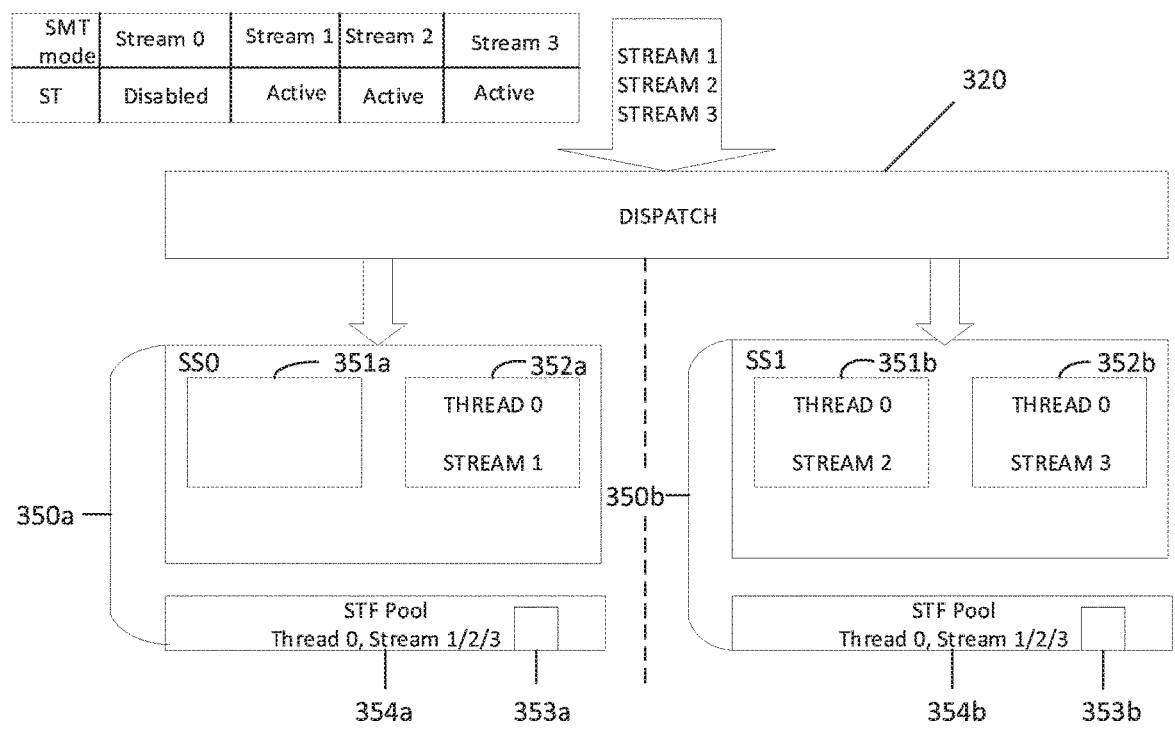 SMT mode Stream 0 Stream 1 Stream 2 Stream 3
ST Disabled Active Active Active
STREAM 1
STREAM 2
STREAM 3
320
DISPATCH
SS0 351a 352a
THREAD 0
STREAM 1
SS1 351b 352b
THREAD 0 THREAD 0
STREAM 2 STREAM 3
350a
350b
STF Pool
Thread 0, Stream 1/2/3
STF Pool
Thread 0, Stream 1/2/3
354a 353a
354b 353b